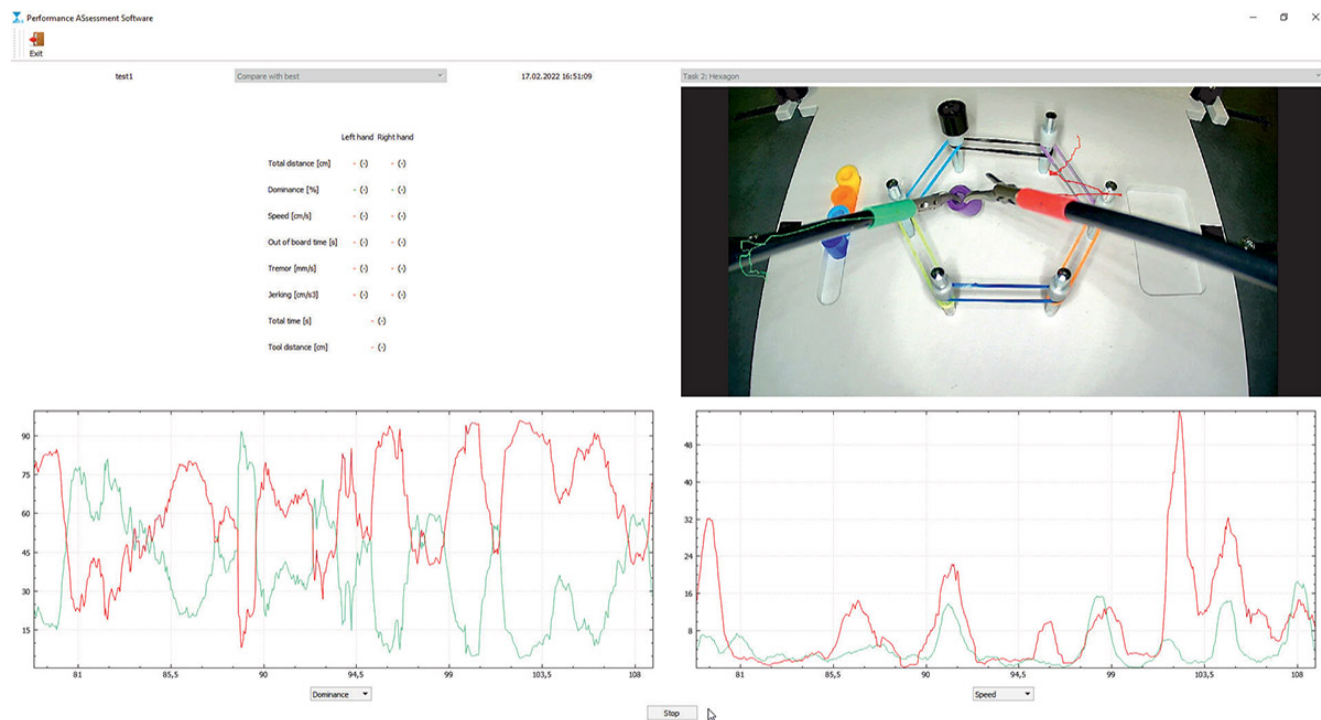 Performance ASsessment Software
Exit
test1 Compare with best 17.02.2022 16:51:09 Task 2: Hexagon
Left hand Right hand
Total distance [cm] - (-) - (-)
Dominance [%] - (-) - (-)
Speed [cm/s] - (-) - (-)
Out of board time [s] - (-) - (-)
Tremor [mm/s] - (-) - (-)
Jerking [cm/s3] - (-) - (-)
Total time [s] - (-)
Tool distance [cm] - (-)
90
75
60
45
30
15
81 85,5 90 94,5 99 103,5 108
Dominance
48
40
32
24
16
8
81 85,5 90 94,5 99 103,5 108
Speed
Stop